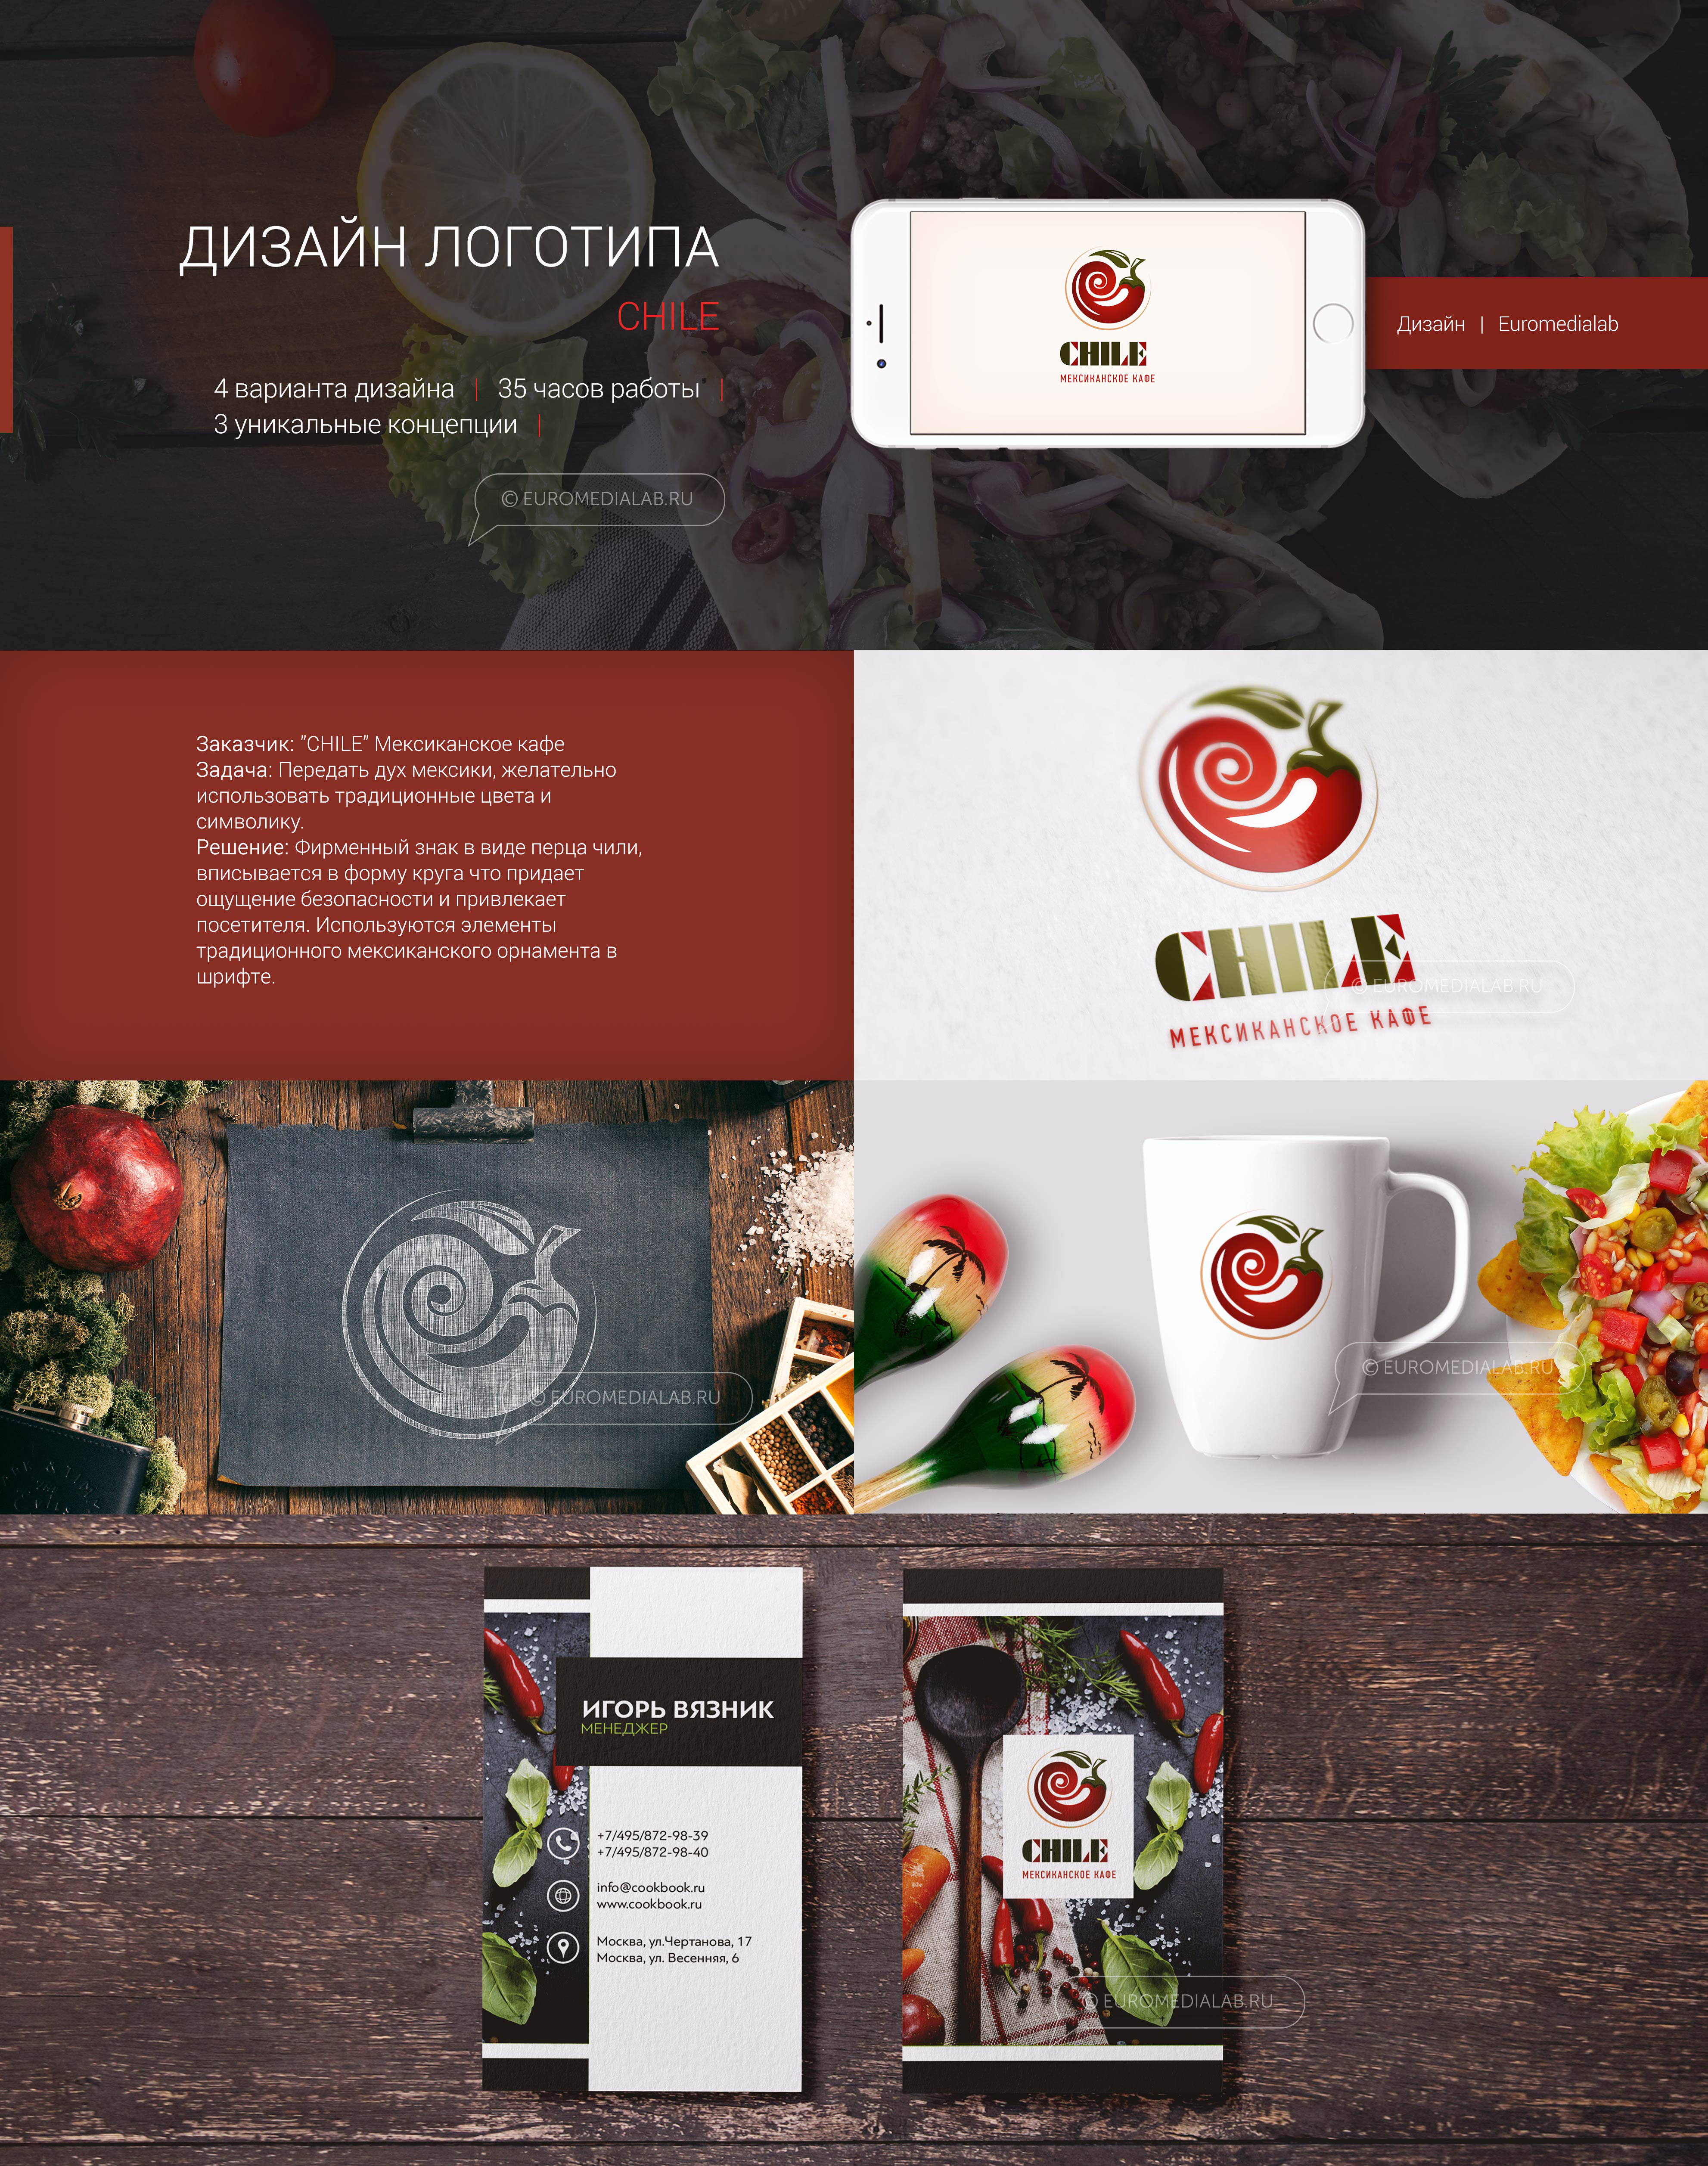 ДИЗАЙН ЛОГОТИПА
CHILE
4 варианта дизайна | 35 часов работы |
3 уникальные концепции |
© EUROMEDIALAB.RU
CHILE
МЕКСИКАНСКОЕ КАФЕ
Дизайн | Euromedialab
Заказчик: "CHILE" Мексиканское кафе
Задача: Передать дух мексики, желательно
использовать традиционные цвета и
символику.
Решение: Фирменный знак в виде перца чили,
вписывается в форму круга что придает
ощущение безопасности и привлекает
посетителя. Используются элементы
традиционного мексиканского орнамента в
шрифте.
CHILE
© EUROMEDIALAB.RU
МЕКСИКАНСКОЕ КАФЕ
© EUROMEDIALAB.RU
© EUROMEDIALAB.RU
ИГОРЬ ВЯЗНИК
МЕНЕДЖЕР
+7/495/872-98-39
+7/495/872-98-40
info@cookbook.ru
www.cookbook.ru
Москва, ул.Чертанова, 17
Москва, ул. Весенняя, 6
CHILE
МЕКСИКАНСКОЕ КАФЕ
© EUROMEDIALAB.RU